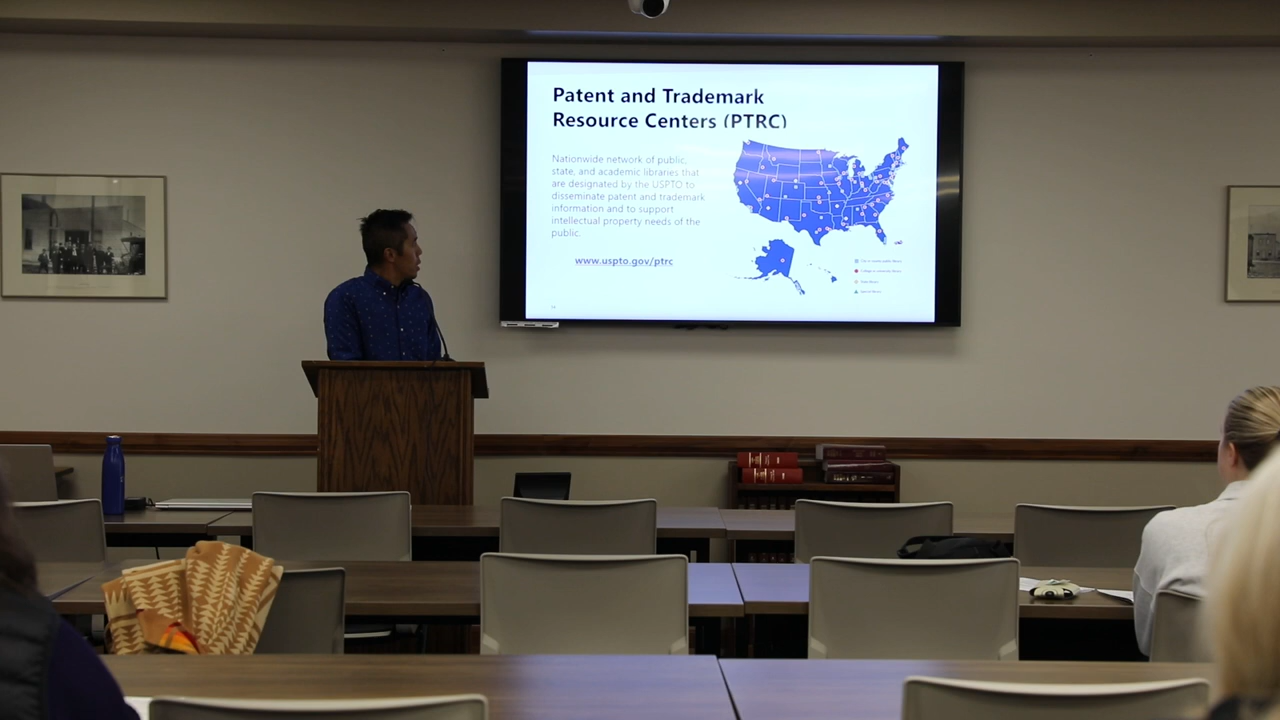 Patent and Trademark
Resource Centers (PTRC)
Nationwide network of public,
state, and academic libraries that
are designated by the USPTO to
disseminate patent and trademark
information and to support
intellectual property needs of the
public.
www.uspto.gov/ptrc